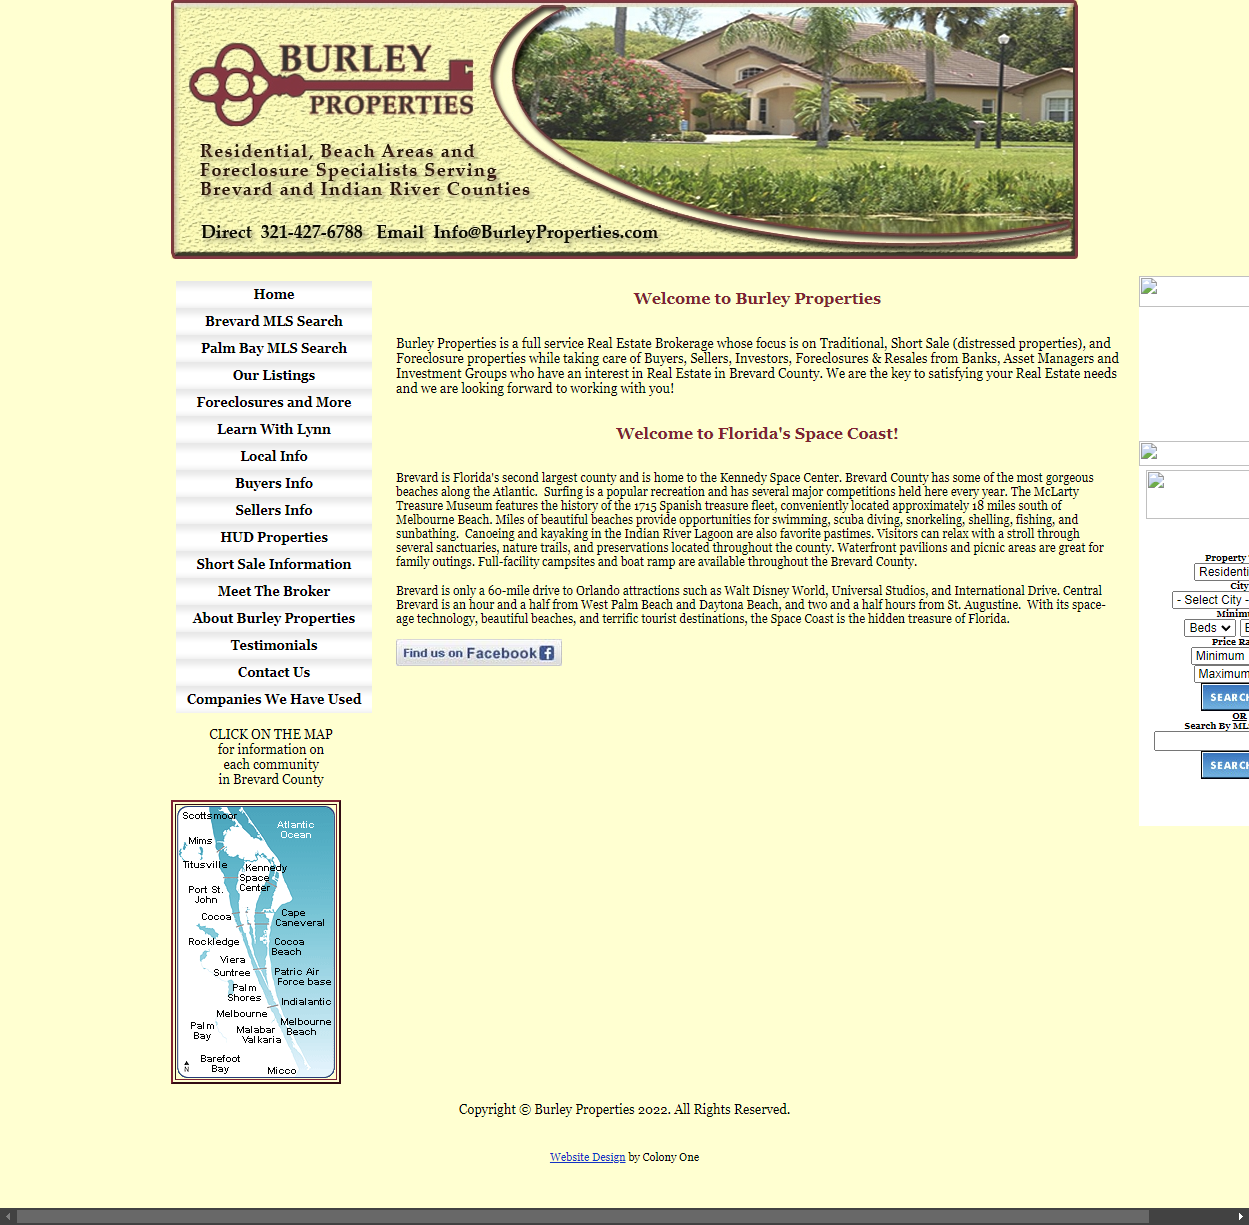 BURLEY
PROPERTIES
Residential, Beach Areas and
Foreclosure Specialists Serving
Brevard and Indian River Counties
Direct 321-427-6788 Email Info@BurleyProperties.com
Home
Brevard MLS Search
Palm Bay MLS Search
Our Listings
Foreclosures and More
Learn With Lynn
Local Info
Buyers Info
Sellers Info
HUD Properties
Short Sale Information
Meet The Broker
About Burley Properties
Testimonials
Contact Us
Companies We Have Used
CLICK ON THE MAP
for information on
each community
in Brevard County
Scottsmoor
Atlantic
Ocean
Mims
Titusville
Kennedy
Space
Center
Port St.
John
Cocoa
Cape
Caneveral
Rockledge
Cocoa
Beach
Viera
Suntree
Patric Air
Force base
Palm
Shores
Indialantic
Melbourne
Palm
Bay
Malabar
Valkaria
Melbourne
Beach
Barefoot
Bay
Micco
N
Welcome to Burley Properties
Burley Properties is a full service Real Estate Brokerage whose focus is on Traditional, Short Sale (distressed properties), and
Foreclosure properties while taking care of Buyers, Sellers, Investors, Foreclosures & Resales from Banks, Asset Managers and
Investment Groups who have an interest in Real Estate in Brevard County. We are the key to satisfying your Real Estate needs
and we are looking forward to working with you!
Welcome to Florida's Space Coast!
Brevard is Florida's second largest county and is home to the Kennedy Space Center. Brevard County has some of the most gorgeous
beaches along the Atlantic. Surfing is a popular recreation and has several major competitions held here every year. The McLarty
Treasure Museum features the history of the 1715 Spanish treasure fleet, conveniently located approximately 18 miles south of
Melbourne Beach. Miles of beautiful beaches provide opportunities for swimming, scuba diving, snorkeling, shelling, fishing, and
sunbathing. Canoeing and kayaking in the Indian River Lagoon are also favorite pastimes. Visitors can relax with a stroll through
several sanctuaries, nature trails, and preservations located throughout the county. Waterfront pavilions and picnic areas are great for
family outings. Full-facility campsites and boat ramp are available throughout the Brevard County.
Brevard is only a 60-mile drive to Orlando attractions such as Walt Disney World, Universal Studios, and International Drive. Central
Brevard is an hour and a half from West Palm Beach and Daytona Beach, and two and a half hours from St. Augustine. With its space-
age technology, beautiful beaches, and terrific tourist destinations, the Space Coast is the hidden treasure of Florida.
Find us on Facebook
Property
Residenti
City
- Select City -
Minimu
Beds
Price Ra
Minimum
Maximum
SEARCH
OR
Search By ML
SEARCH
Copyright © Burley Properties 2022. All Rights Reserved.
Website Design by Colony One